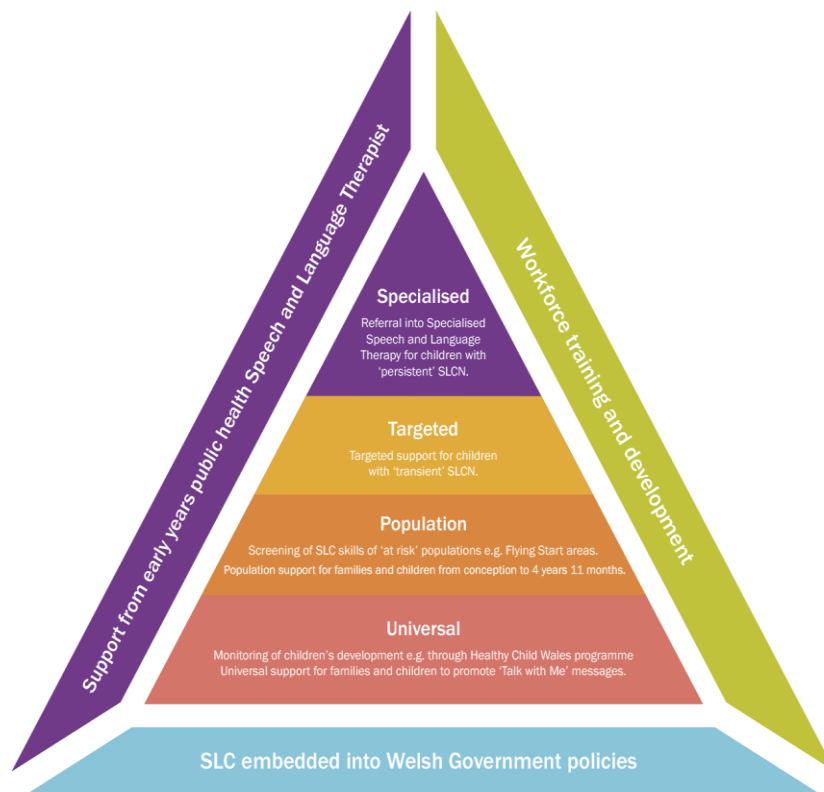 Support from early years public health Speech and Language Therapist
Workforce training and development
Specialised
Referral into Specialised
Speech and Language
Therapy for children with
‘persistent’ SLCN.
Targeted
Targeted support for children
with ‘transient’ SLCN.
Population
Screening of SLC skills of ‘at risk’ populations e.g. Flying Start areas.
Population support for families and children from conception to 4 years 11 months.
Universal
Monitoring of children’s development e.g. through Healthy Child Wales programme
Universal support for families and children to promote ‘Talk with Me’ messages.
SLC embedded into Welsh Government policies